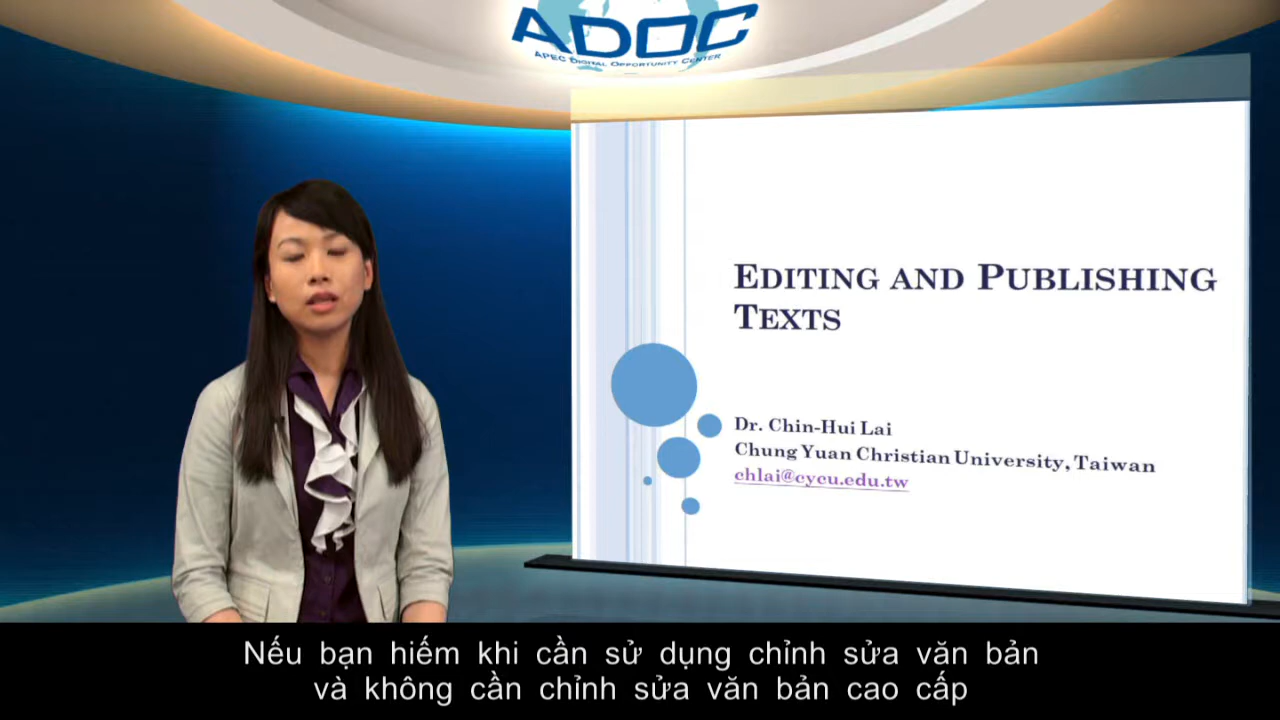 ADOC
APEC DIGITAL OPPORTUNITY CENTER
EDITING AND PUBLISHING
TEXTS
Dr. Chin-Hui Lai
Chung Yuan Christian University, Taiwan
chlai@cycu.edu.tw
Nếu bạn hiếm khi cần sử dụng chỉnh sửa văn bản
và không cần chỉnh sửa văn bản cao cấp